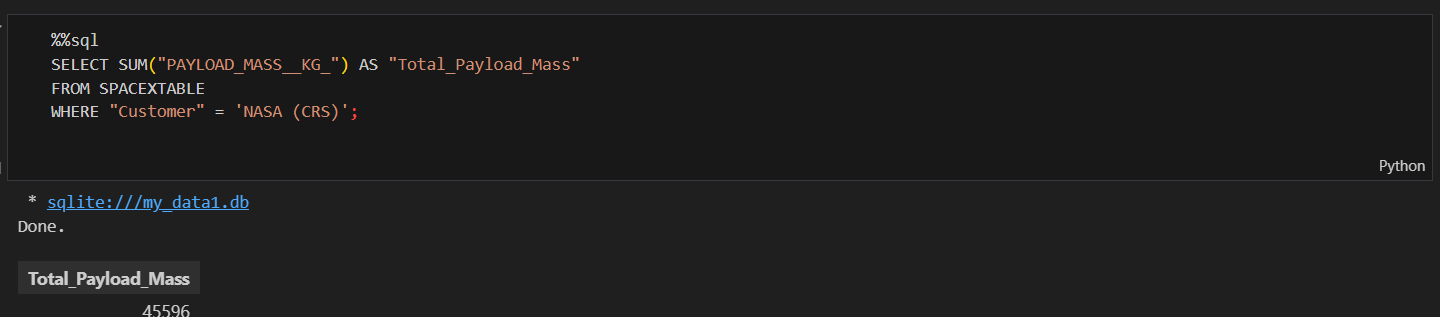 %%sql
SELECT SUM("PAYLOAD_MASS__KG_") AS "Total_Payload_Mass"
FROM SPACEXTABLE
WHERE "Customer" = 'NASA (CRS)';
Python
* sqlite:///my_data1.db
Done.
Total_Payload_Mass
45596